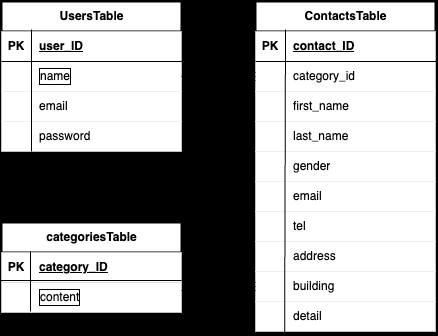 UsersTable
PK user_ID
name
email
password
ContactsTable
PK contact_ID
category_id
first_name
last_name
gender
email
tel
address
building
detail
categoriesTable
PK category_ID
content